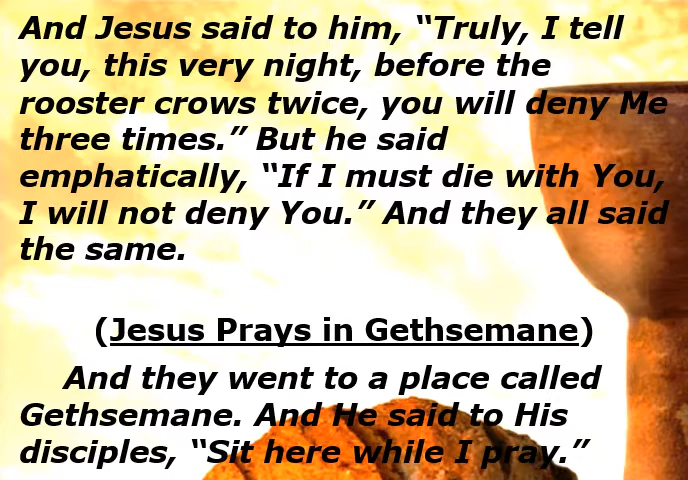 And Jesus said to him, “Truly, I tell
you, this very night, before the
rooster crows twice, you will deny Me
three times.” But he said
emphatically, “If I must die with You,
I will not deny You.” And they all said
the same.
(Jesus Prays in Gethsemane)
And they went to a place called
Gethsemane. And He said to His
disciples, “Sit here while I pray.”